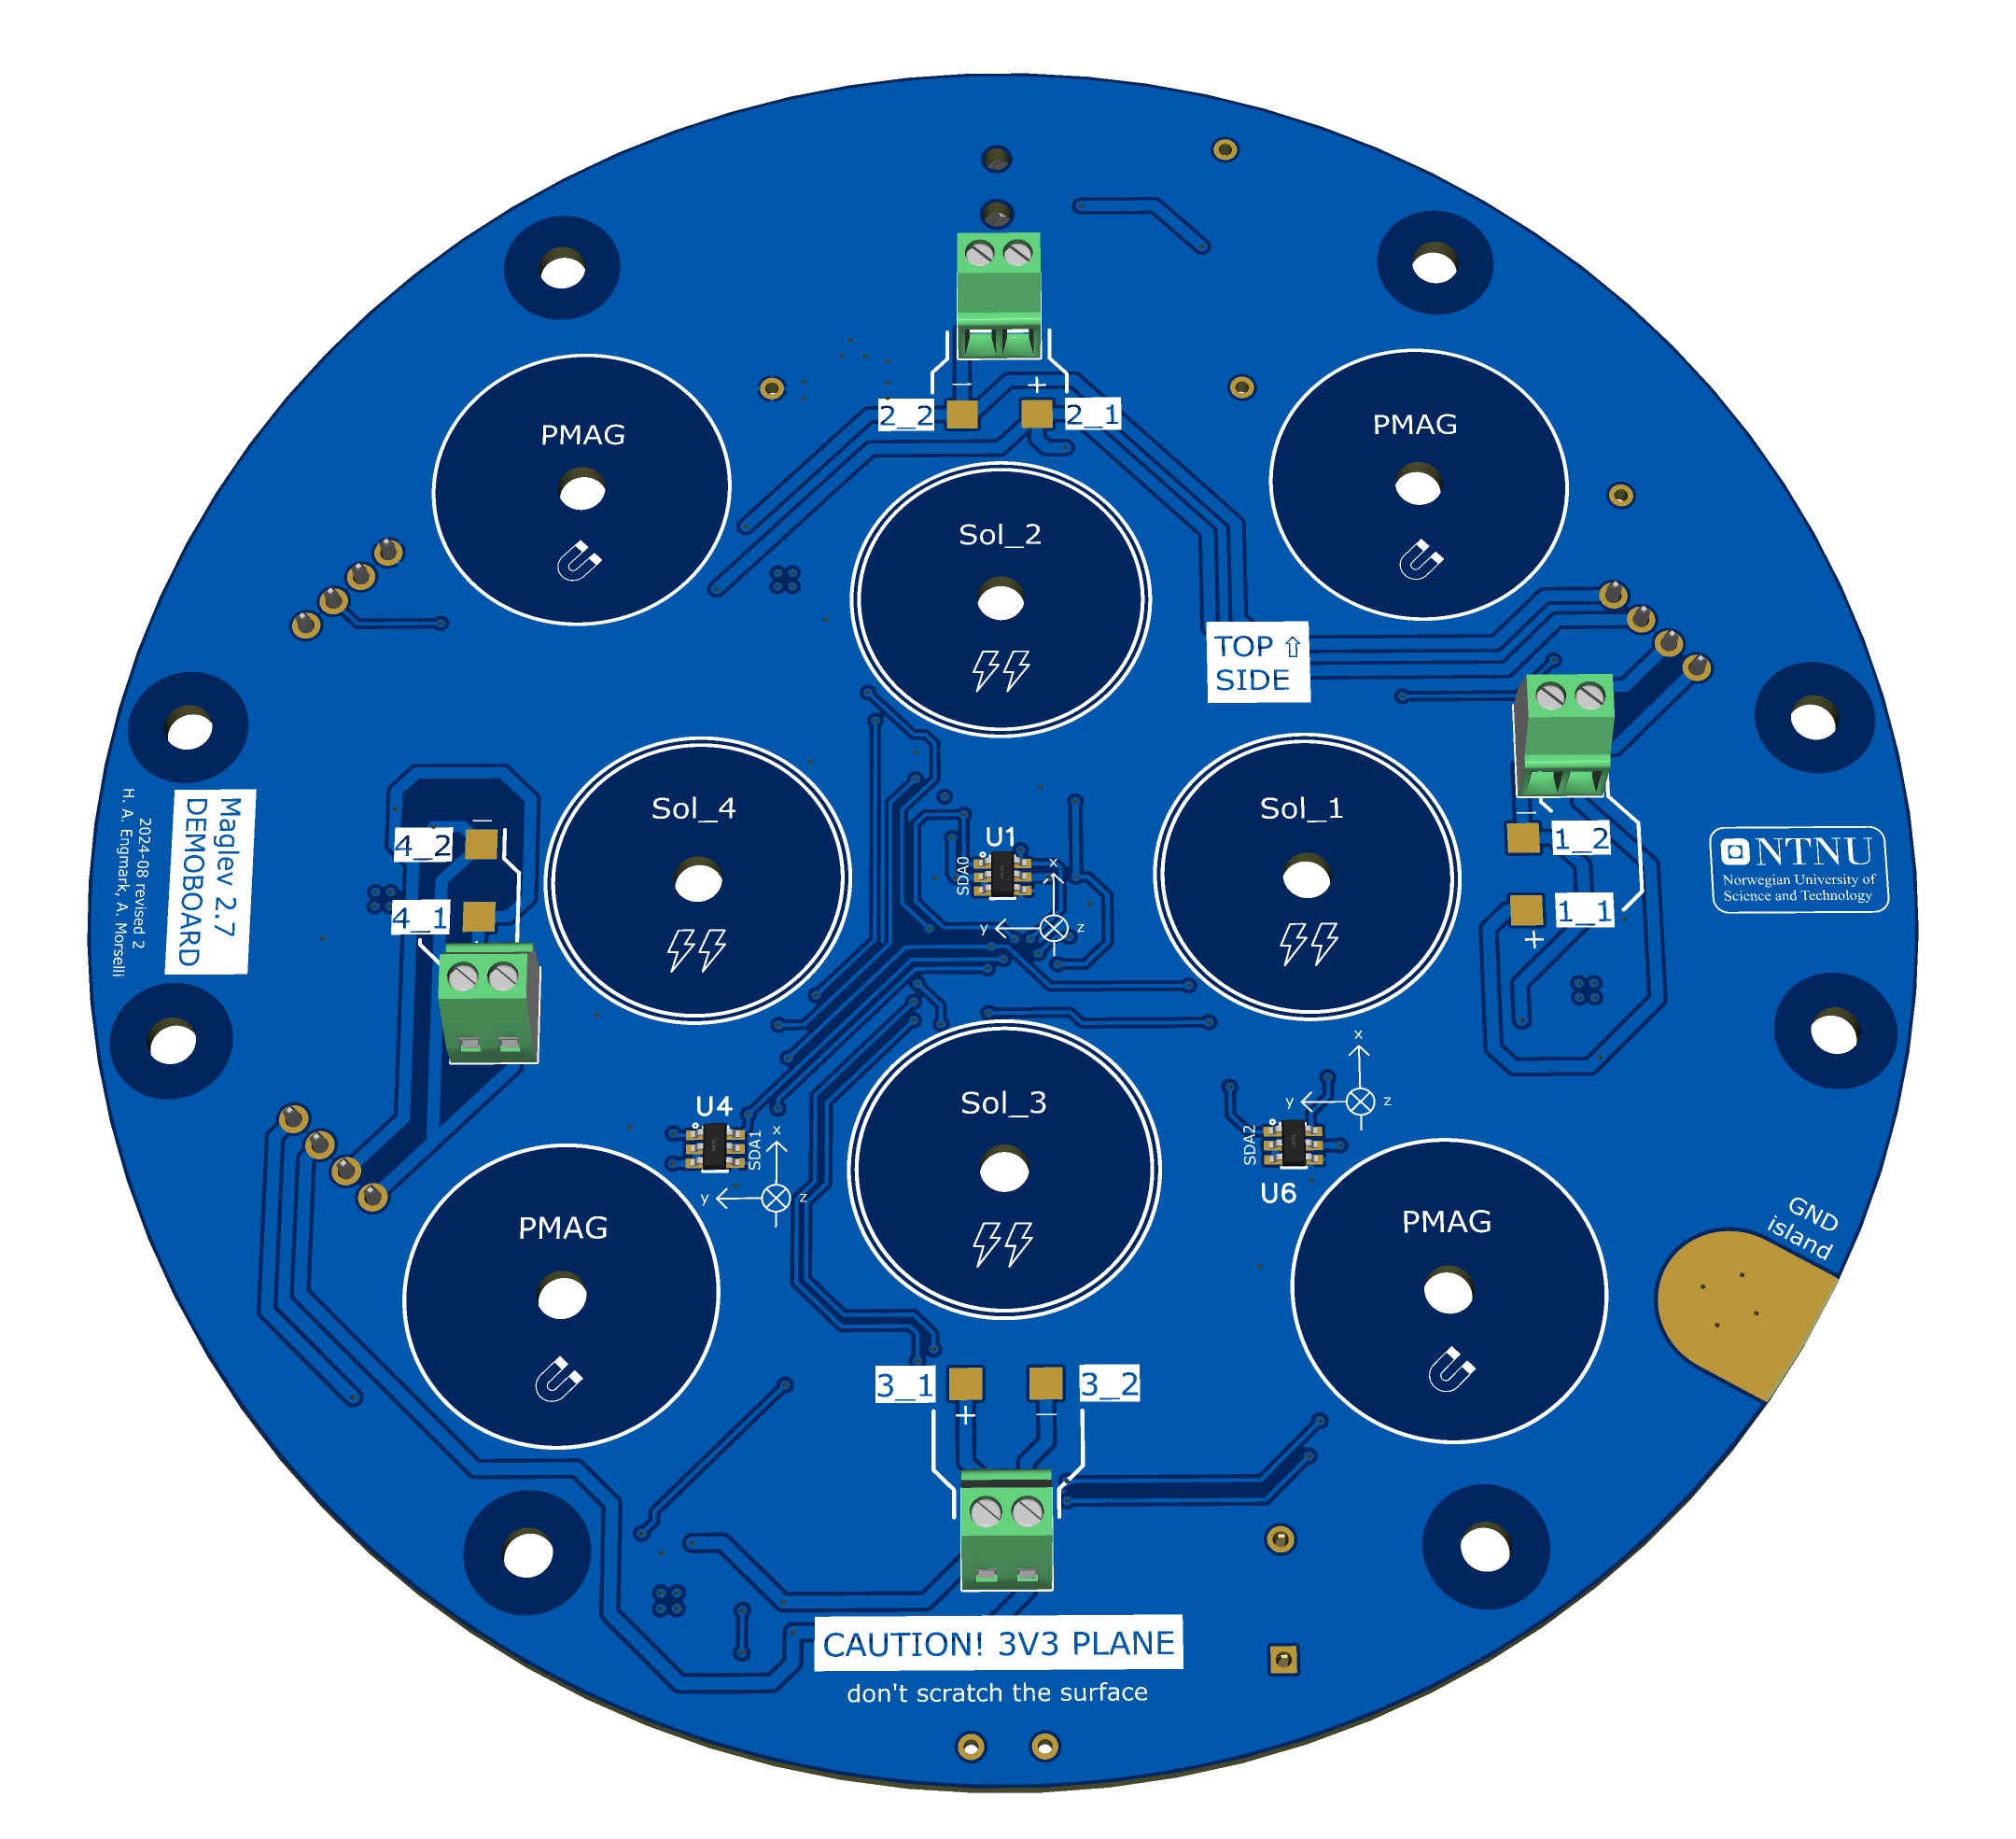 2_2
−
+
2_1
PMAG
PMAG
Sol_2
TOP ⇧
SIDE
Sol_4
Sol_1
U1
SDA0
x
y
z
4_2
−
4_1
−
1_2
1_1
+
NTNU
Norwegian University of
Science and Technology
Maglev 2.7
DEMOBOARD
2024-08 revised 2
H. A. Engmark, A. Morselli
U4
SDA1
x
y
z
Sol_3
x
y
z
SDA2
U6
PMAG
PMAG
GND
island
3_1
3_2
+
−
CAUTION! 3V3 PLANE
don't scratch the surface